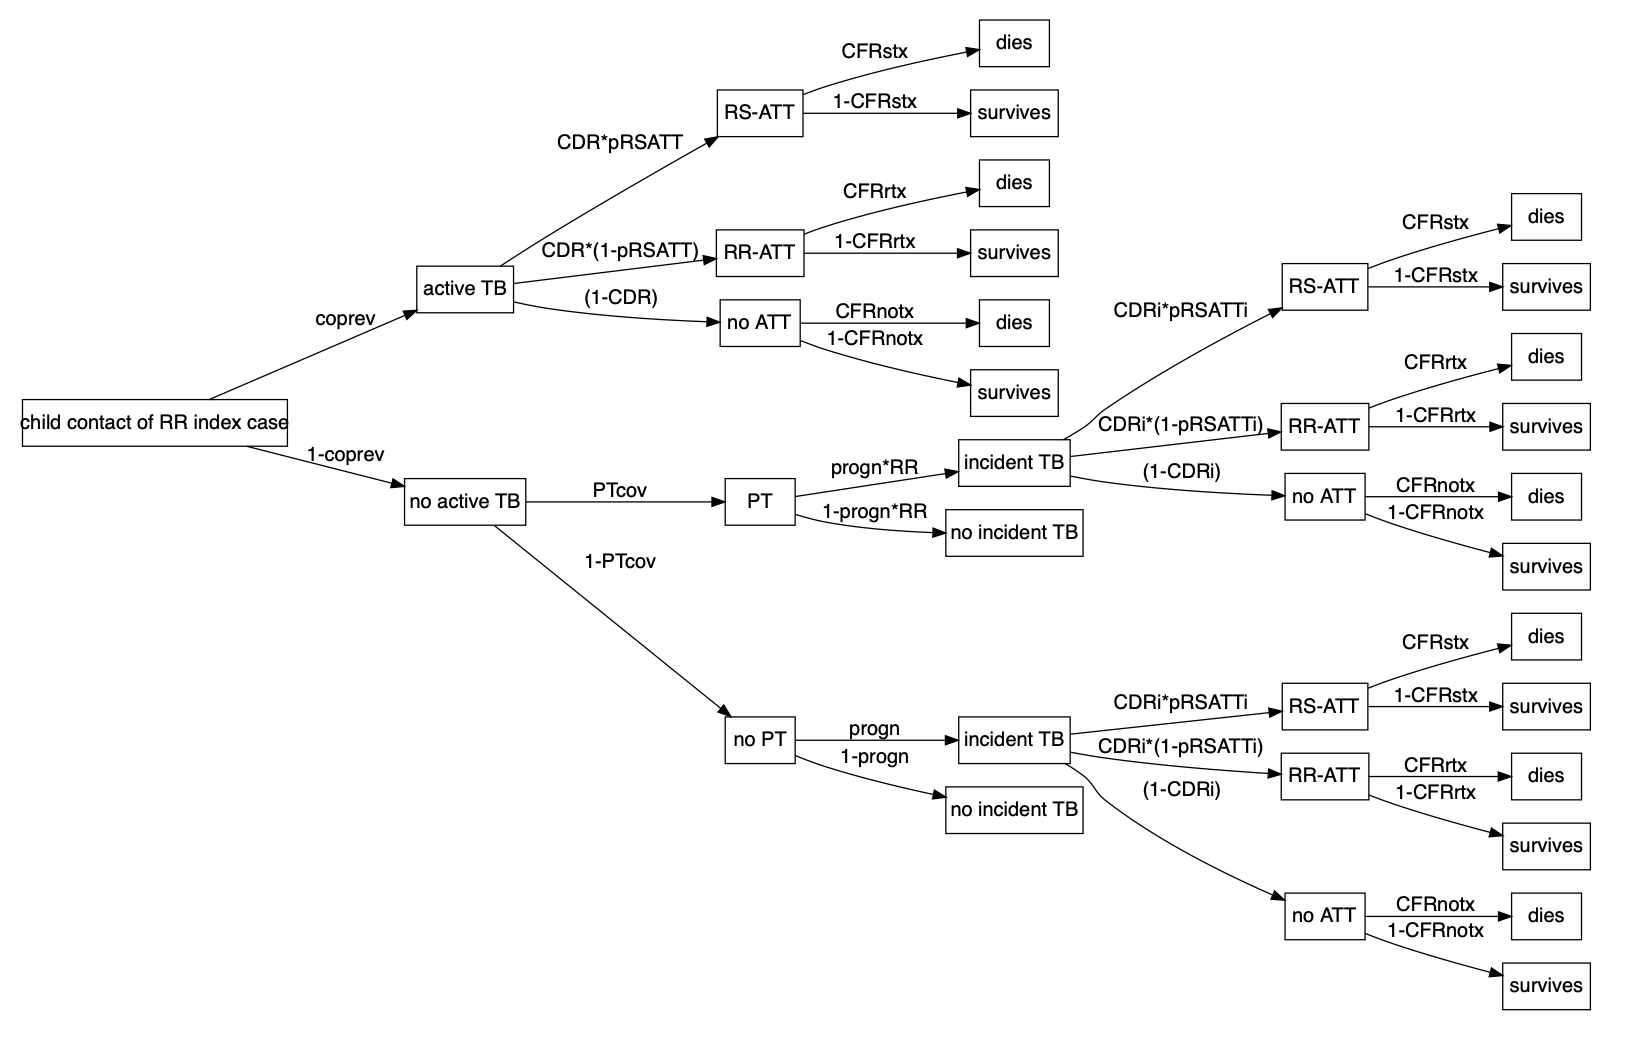 dies
CFRstx
RS-ATT
1-CFRstx
survives
CDR*pRSATT
dies
CFRrtx
CDR*(1-pRSATT)
RR-ATT
1-CFRrtx
survives
active TB
(1-CDR)
no ATT
CFRnotx
dies
1-CFRnotx
survives
coprev
child contact of RR index case
1-coprev
no active TB
PTcov
PT
progn*RR
incident TB
1-progn*RR
no incident TB
CDRi*pRSATTi
RS-ATT
CFRstx
dies
1-CFRstx
survives
CDRi*(1-pRSATTi)
RR-ATT
CFRrtx
dies
1-CFRrtx
survives
(1-CDRi)
no ATT
CFRnotx
dies
1-CFRnotx
survives
1-PTcov
no PT
progn
incident TB
1-progn
no incident TB
CDRi*pRSATTi
RS-ATT
CFRstx
dies
1-CFRstx
survives
CDRi*(1-pRSATTi)
RR-ATT
CFRrtx
dies
1-CFRrtx
survives
(1-CDRi)
no ATT
CFRnotx
dies
1-CFRnotx
survives